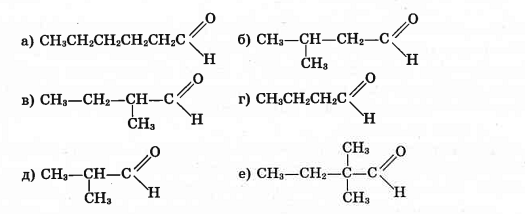 O
а) CH₃CH₂CH₂CH₂CH₂C
H
O
б) CH₃—CH—CH₂—C
CH₃
H
O
в) CH₃—CH₂—CH—C
CH₃
H
O
г) CH₃CH₂CH₂C
H
O
д) CH₃—CH—C
CH₃
H
CH₃
O
е) CH₃—CH₂—C—C
CH₃
H